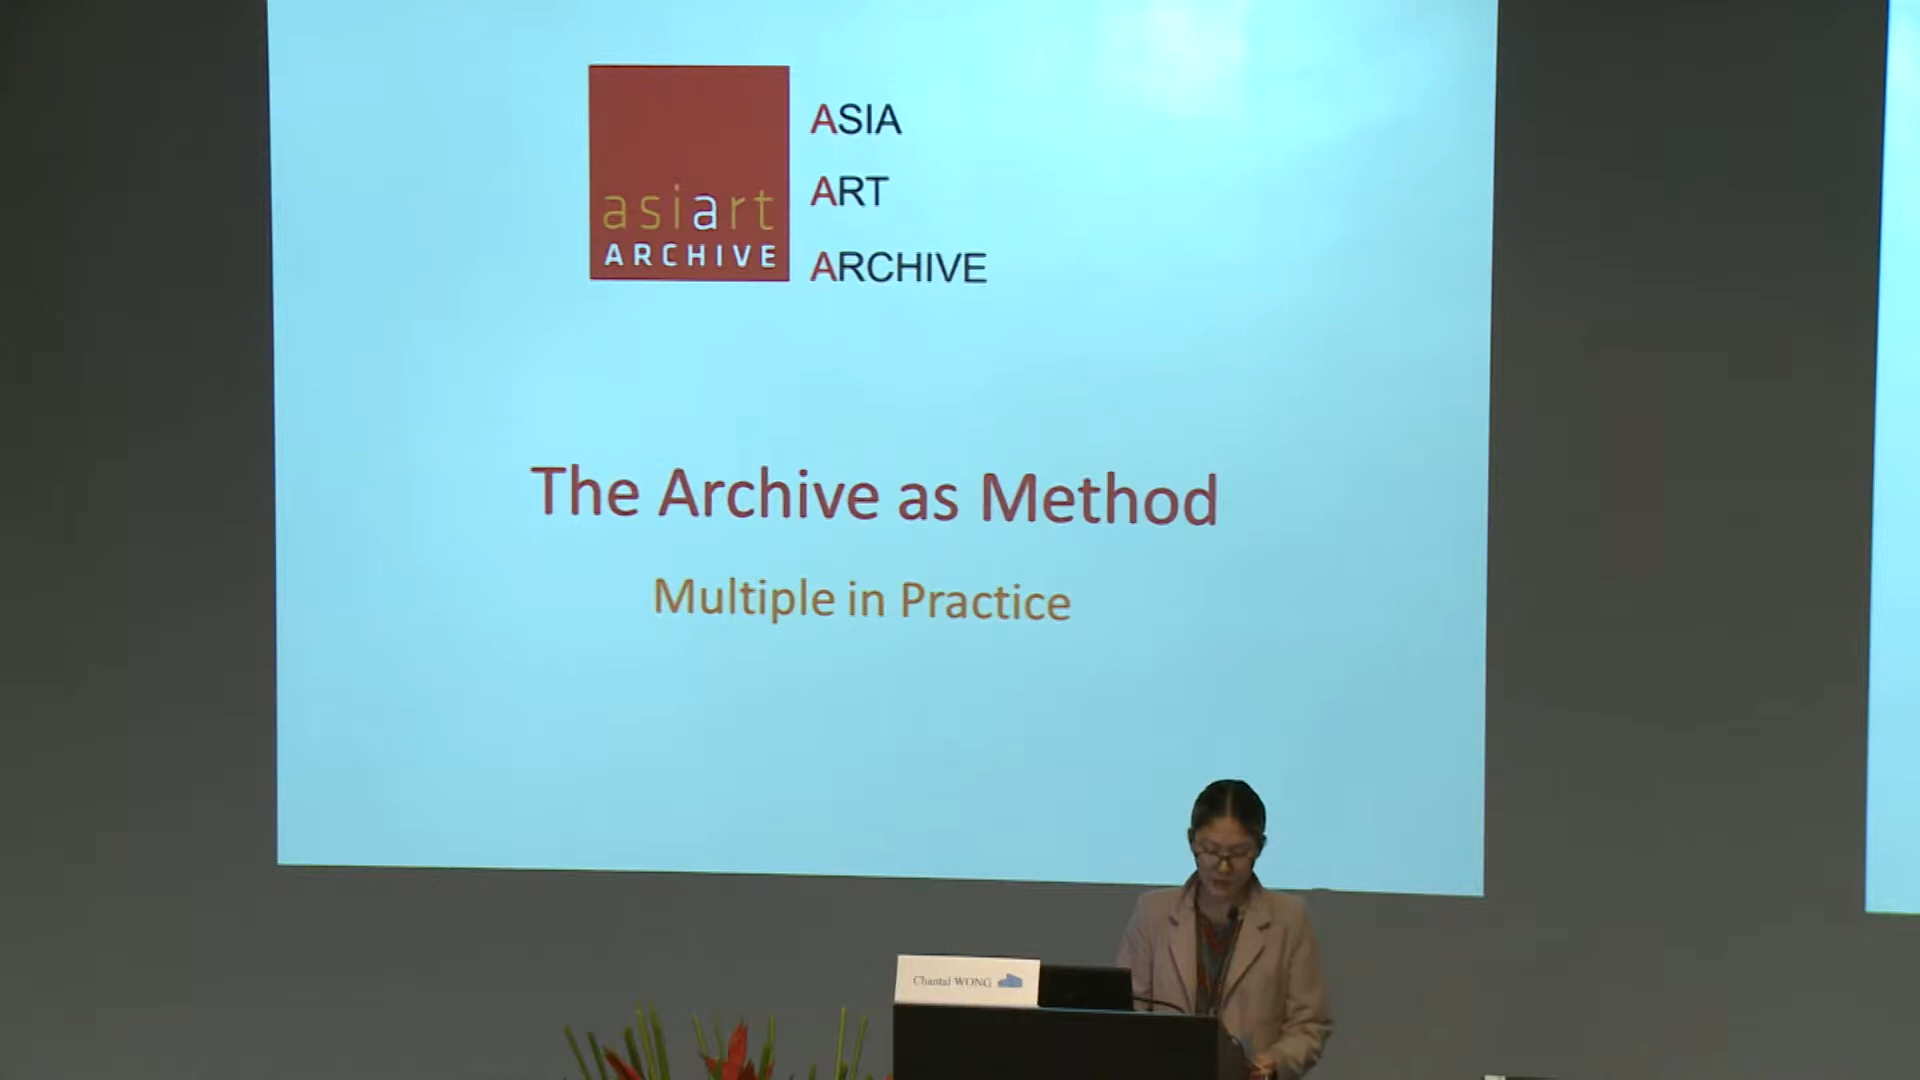 asiart
ARCHIVE
ASIA
ART
ARCHIVE
The Archive as Method
Multiple in Practice
Chantal WONG